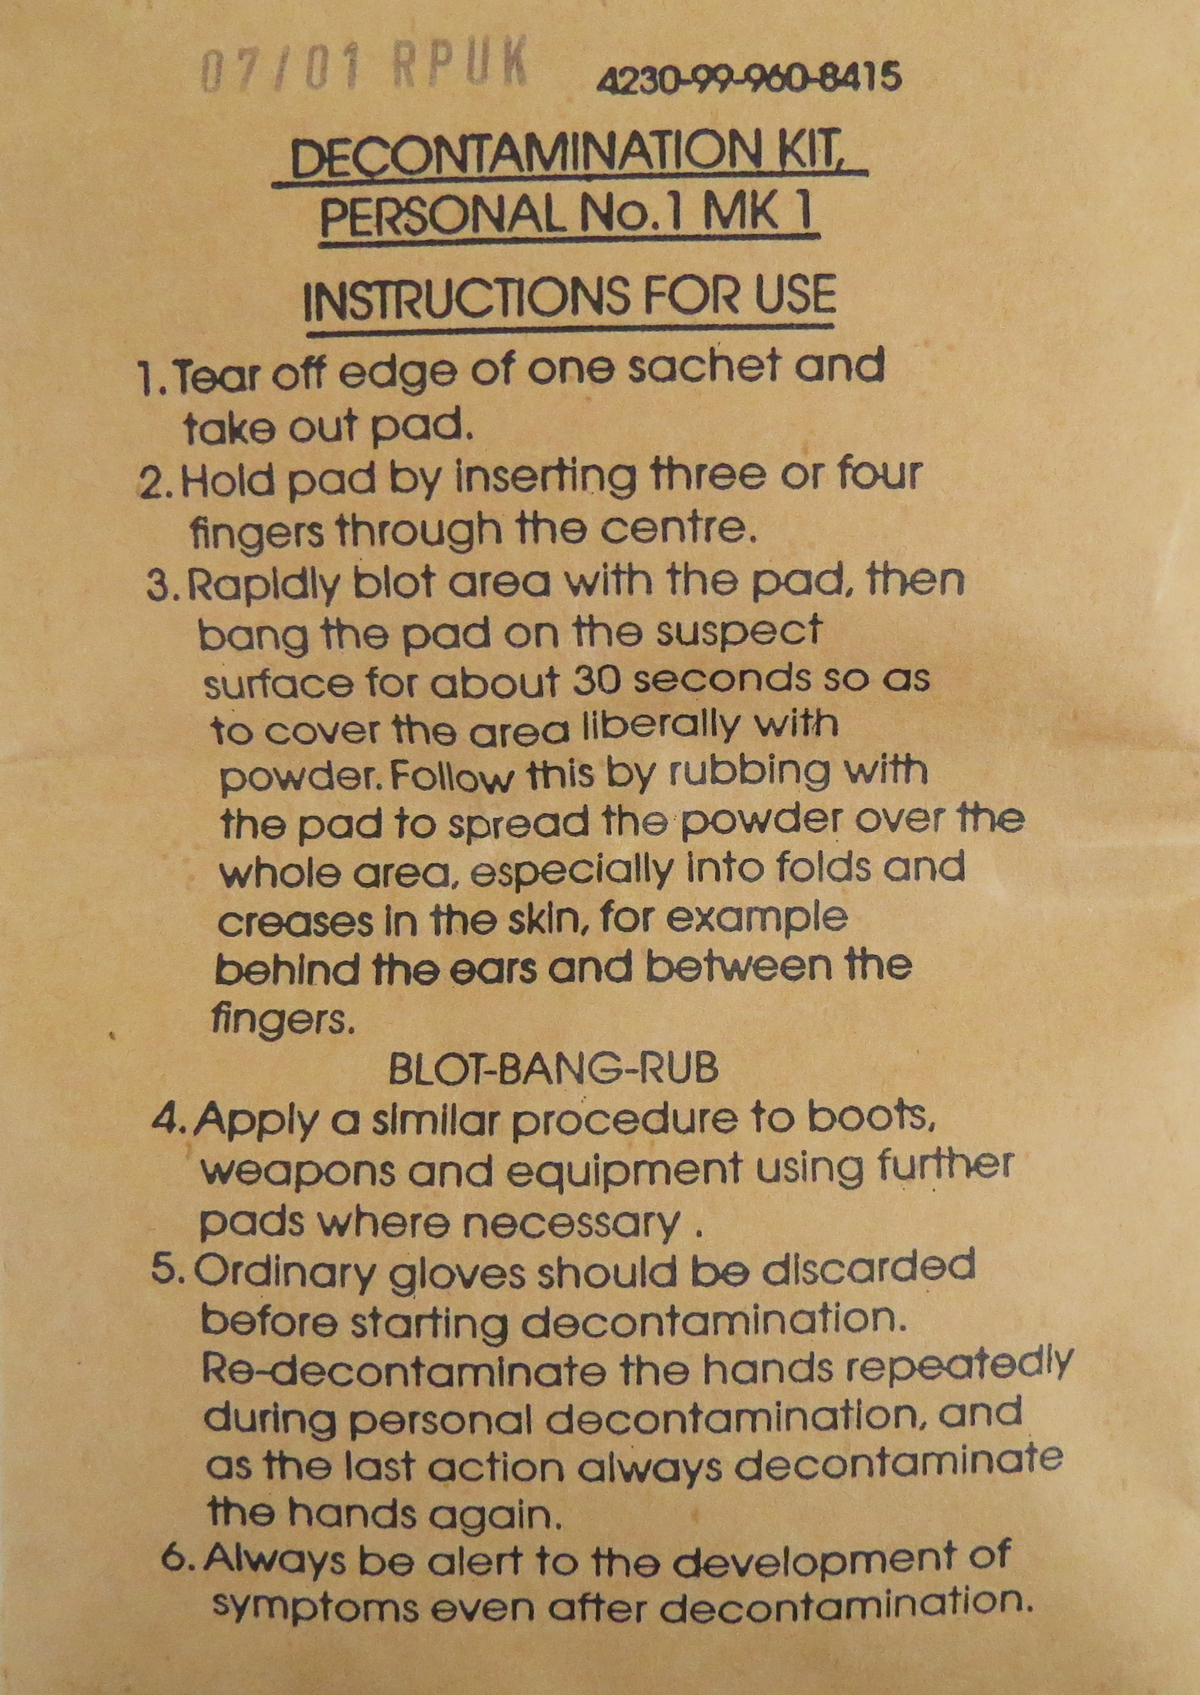 07/01 RPUK
4230-99-960-8415
DECONTAMINATION KIT,
PERSONAL No.1 MK 1
INSTRUCTIONS FOR USE
1. Tear off edge of one sachet and
take out pad.
2. Hold pad by inserting three or four
fingers through the centre.
3. Rapidly blot area with the pad, then
bang the pad on the suspect
surface for about 30 seconds so as
to cover the area liberally with
powder. Follow this by rubbing with
the pad to spread the powder over the
whole area, especially into folds and
creases in the skin, for example
behind the ears and between the
fingers.
BLOT-BANG-RUB
4. Apply a similar procedure to boots,
weapons and equipment using further
pads where necessary .
5. Ordinary gloves should be discarded
before starting decontamination.
Re-decontaminate the hands repeatedly
during personal decontamination, and
as the last action always decontaminate
the hands again.
6. Always be alert to the development of
symptoms even after decontamination.